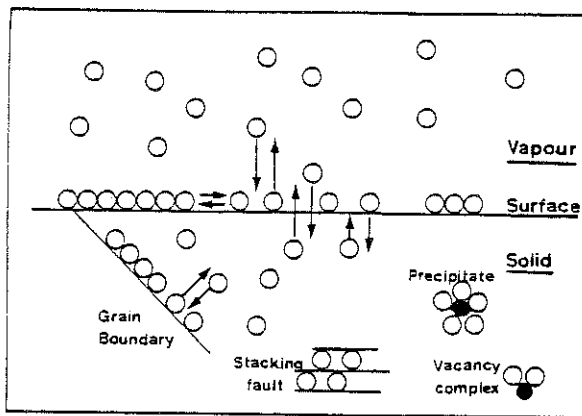 Vapour
Surface
Solid
Precipitate
Grain
Boundary
Stacking
fault
Vacancy
complex